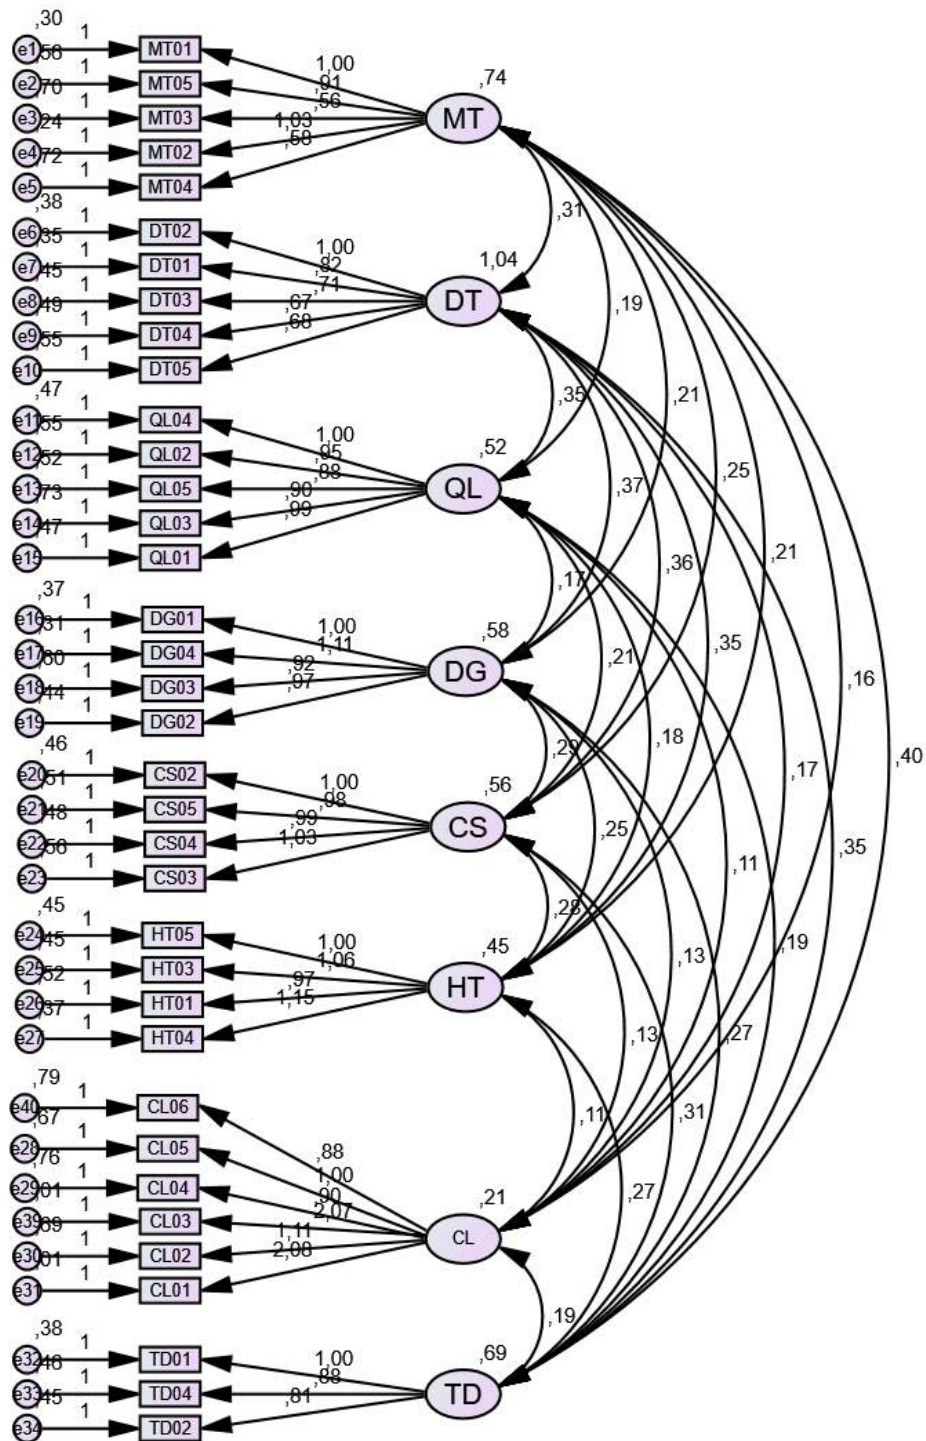 ,30
e1 1 MT01
,56
e2 1 MT05
,70
e3 1 MT03
,24
e4 1 MT02
,72
e5 1 MT04
1,00
,91
,56
1,03
,58
,74
MT
,38
e6 1 DT02
,35
e7 1 DT01
,45
e8 1 DT03
,49
e9 1 DT04
,55
e10 1 DT05
1,00
,82
,71
,67
,68
1,04
DT
,47
e11 1 QL04
,55
e12 1 QL02
,52
e13 1 QL05
,73
e14 1 QL03
,47
e15 1 QL01
1,00
,95
,88
,90
,99
,52
QL
,37
e16 1 DG01
,31
e17 1 DG04
,60
e18 1 DG03
,44
e19 1 DG02
1,00
1,11
,92
,97
,58
DG
,46
e20 1 CS02
,51
e21 1 CS05
,48
e22 1 CS04
,56
e23 1 CS03
1,00
,98
,99
1,03
,56
CS
,45
e24 1 HT05
,45
e25 1 HT03
,52
e26 1 HT01
,37
e27 1 HT04
1,00
1,06
,97
1,15
,45
HT
,79
e40 1 CL06
,67
e28 1 CL05
,76
e29 1 CL04
,01
e39 1 CL03
,69
e30 1 CL02
,01
e31 1 CL01
,88
1,00
,90
2,07
1,11
2,08
,21
CL
,38
e32 1 TD01
,46
e33 1 TD04
,45
e34 1 TD02
1,00
,88
,81
,69
TD
,31
,19
,21
,25
,21
,16
,40
,35
,37
,36
,35
,17
,35
,17
,21
,18
,11
,19
,29
,25
,13
,27
,28
,13
,31
,11
,27
,19